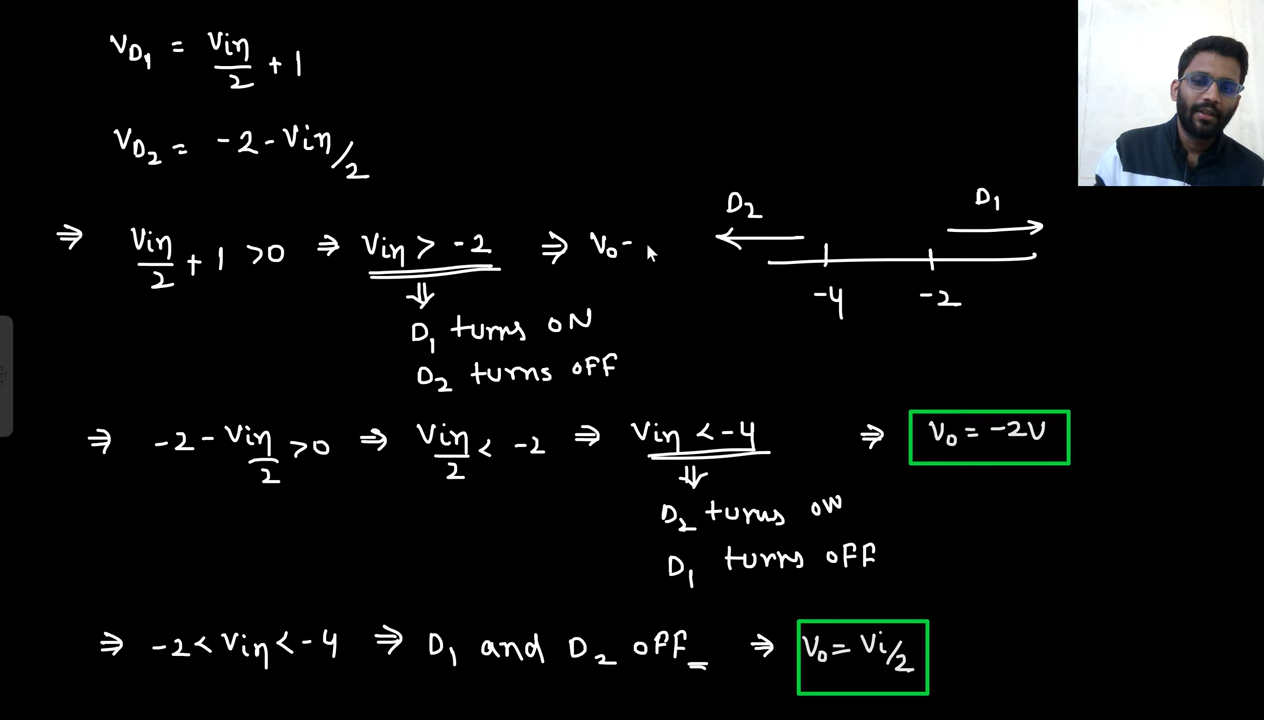 V_D1 = Vin/2 + 1
V_D2 = -2 - Vin/2
⇒ Vin/2 + 1 > 0 ⇒ Vin > -2 ⇒ V0 -
⇓
D1 turns ON
D2 turns OFF
D2 D1
-4 -2
⇒ -2 - Vin/2 > 0 ⇒ Vin/2 < -2 ⇒ Vin < -4 ⇒ V0 = -2V
⇓
D2 turns ON
D1 turns OFF
⇒ -2 < Vin < -4 ⇒ D1 and D2 OFF ⇒ V0 = Vi/2